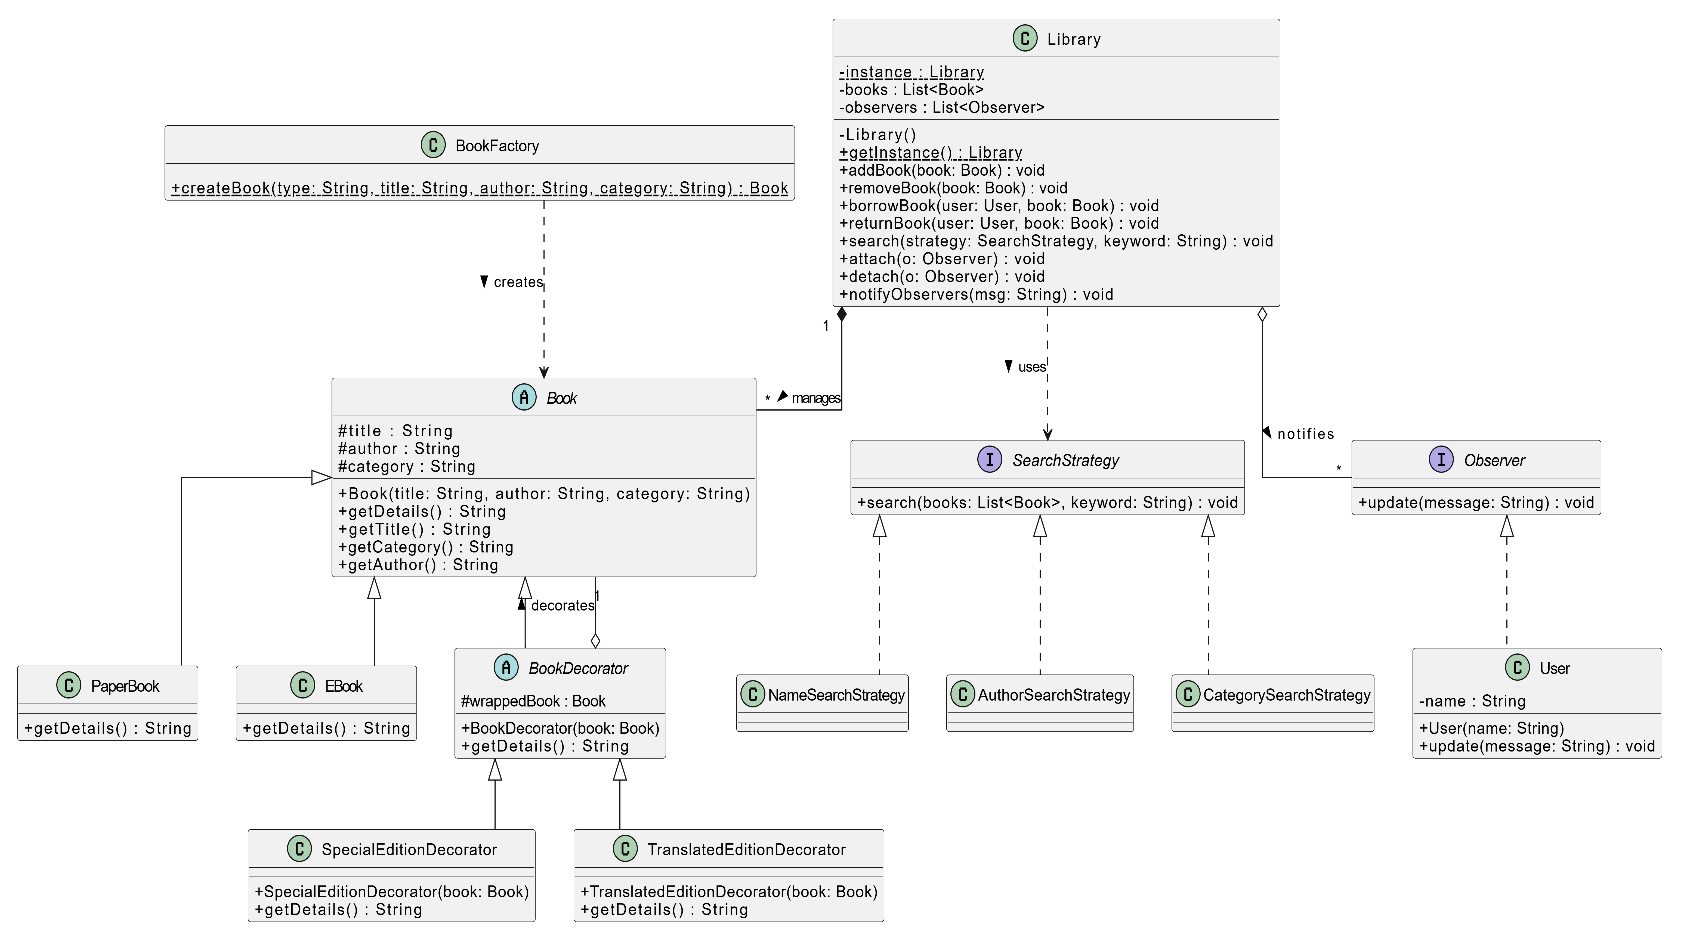 C Library
-instance : Library
-books : List<Book>
-observers : List<Observer>
-Library()
+getInstance() : Library
+addBook(book: Book) : void
+removeBook(book: Book) : void
+borrowBook(user: User, book: Book) : void
+returnBook(user: User, book: Book) : void
+search(strategy: SearchStrategy, keyword: String) : void
+attach(o: Observer) : void
+detach(o: Observer) : void
+notifyObservers(msg: String) : void
C BookFactory
+createBook(type: String, title: String, author: String, category: String) : Book
creates
1
* manages
uses
notifies
*
A Book
#title : String
#author : String
#category : String
+Book(title: String, author: String, category: String)
+getDetails() : String
+getTitle() : String
+getCategory() : String
+getAuthor() : String
I SearchStrategy
+search(books: List<Book>, keyword: String) : void
I Observer
+update(message: String) : void
decorates
1
C PaperBook
+getDetails() : String
C EBook
+getDetails() : String
A BookDecorator
#wrappedBook : Book
+BookDecorator(book: Book)
+getDetails() : String
C NameSearchStrategy
C AuthorSearchStrategy
C CategorySearchStrategy
C User
-name : String
+User(name: String)
+update(message: String) : void
C SpecialEditionDecorator
+SpecialEditionDecorator(book: Book)
+getDetails() : String
C TranslatedEditionDecorator
+TranslatedEditionDecorator(book: Book)
+getDetails() : String